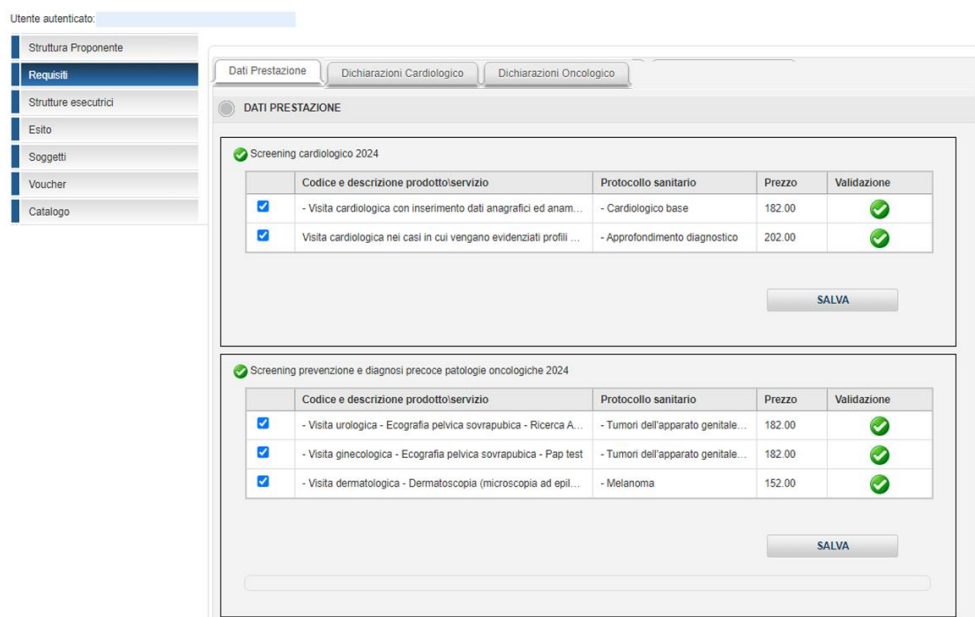 Utente autenticato:
Struttura Proponente
Requisiti
Strutture esecutrici
Esito
Soggetti
Voucher
Catalogo
Dati Prestazione
Dichiarazioni Cardiologico
Dichiarazioni Oncologico
DATI PRESTAZIONE
Screening cardiologico 2024
Codice e descrizione prodotto\servizio Protocollo sanitario Prezzo Validazione
- Visita cardiologica con inserimento dati anagrafici ed anam... - Cardiologico base 182.00
Visita cardiologica nei casi in cui vengano evidenziati profili ... - Approfondimento diagnostico 202.00
SALVA
Screening prevenzione e diagnosi precoce patologie oncologiche 2024
Codice e descrizione prodotto\servizio Protocollo sanitario Prezzo Validazione
- Visita urologica - Ecografia pelvica sovrapubica - Ricerca A... - Tumori dell'apparato genitale... 182.00
- Visita ginecologica - Ecografia pelvica sovrapubica - Pap test - Tumori dell'apparato genitale... 182.00
- Visita dermatologica - Dermatoscopia (microscopia ad epil... - Melanoma 152.00
SALVA